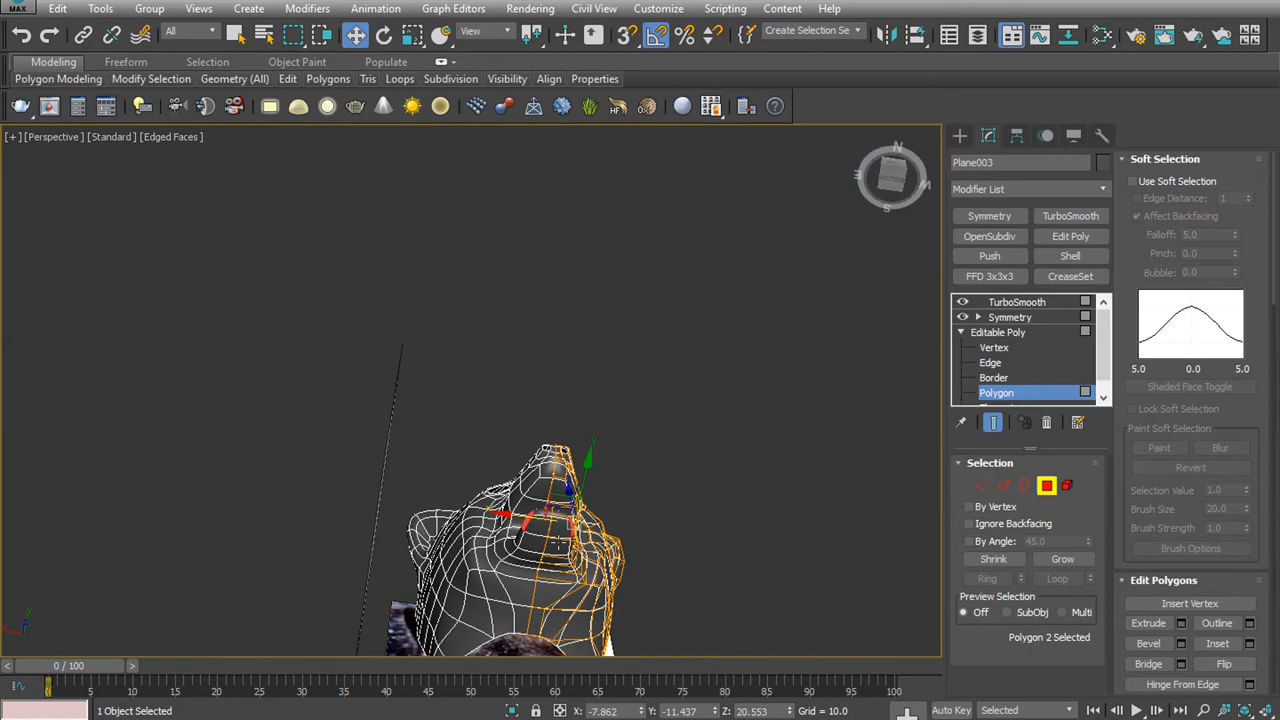 MAX
Edit Tools Group Views Create Modifiers Animation Graph Editors Rendering Civil View Customize Scripting Content Help
All View Create Selection Se
Modeling Freeform Selection Object Paint Populate
Polygon Modeling Modify Selection Geometry (All) Edit Polygons Tris Loops Subdivision Visibility Align Properties
[+] [Perspective] [Standard] [Edged Faces]
N
E W
S
BOTTOM
Plane003
Modifier List
Symmetry TurboSmooth
OpenSubdiv Edit Poly
Push Shell
FFD 3x3x3 CreaseSet
TurboSmooth
Symmetry
Editable Poly
Vertex
Edge
Border
Polygon
Selection
By Vertex
Ignore Backfacing
By Angle: 45.0
Shrink Grow
Ring Loop
Preview Selection
Off SubObj Multi
Polygon 2 Selected
Soft Selection
Use Soft Selection
Edge Distance: 1
Affect Backfacing
Falloff: 5.0
Pinch: 0.0
Bubble: 0.0
5.0 0.0 5.0
Shaded Face Toggle
Lock Soft Selection
Paint Soft Selection
Paint Blur
Revert
Selection Value 1.0
Brush Size 20.0
Brush Strength 1.0
Brush Options
Edit Polygons
Insert Vertex
Extrude Outline
Bevel Inset
Bridge Flip
Hinge From Edge
< 0 / 100 >
0 5 10 15 20 25 30 35 40 45 50 55 60 65 70 75 80 85 90 95 100
1 Object Selected X: -7.862 Y: -11.437 Z: 20.553 Grid = 10.0 Auto Key Selected